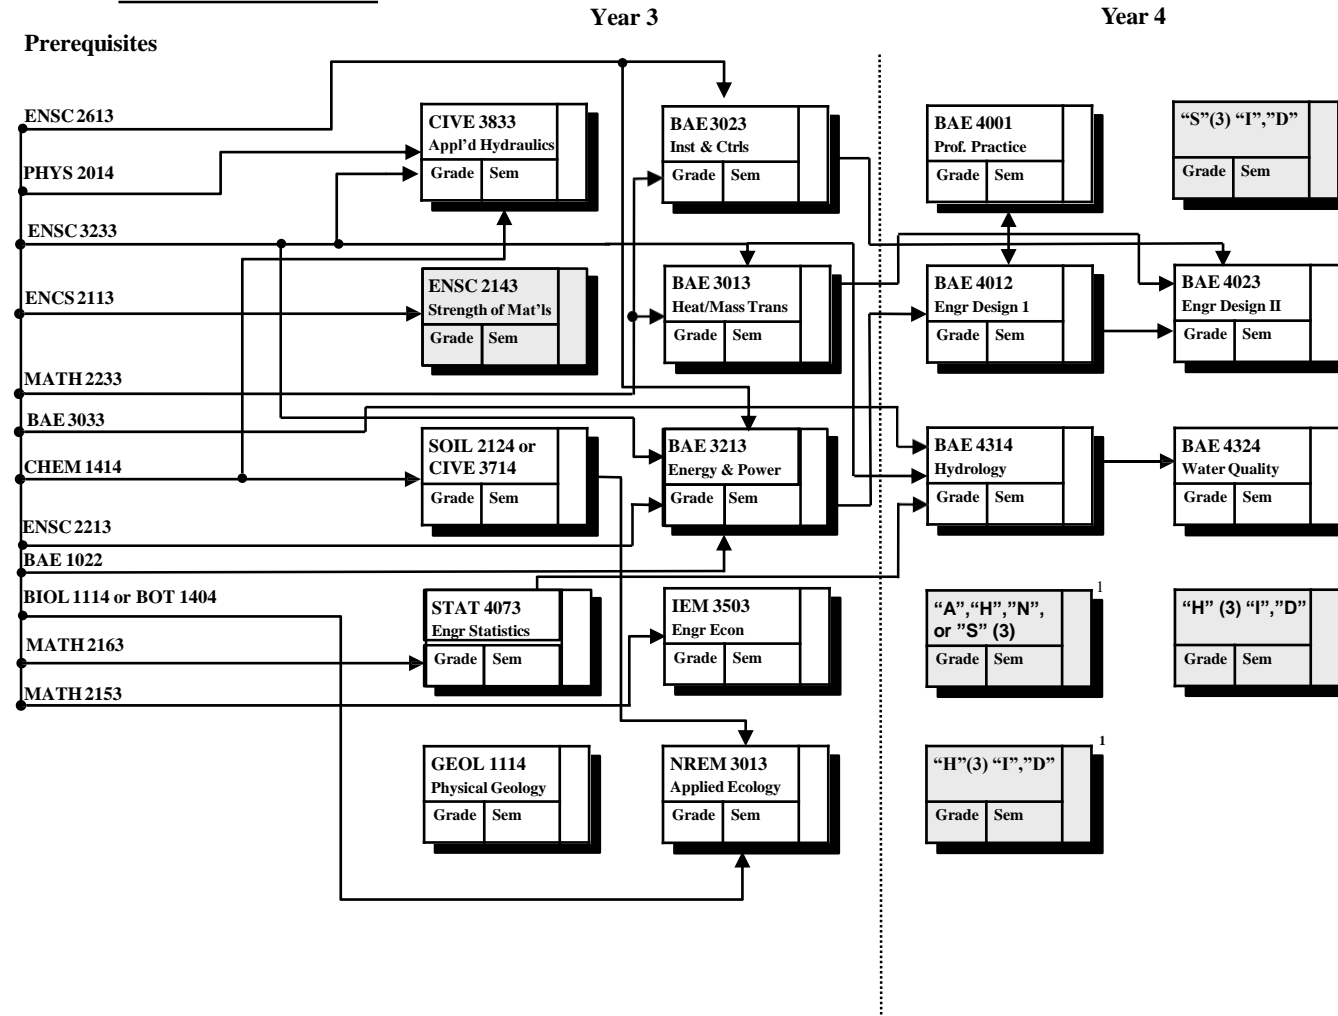 Year 3
Year 4
Prerequisites
ENSC 2613
PHYS 2014
ENSC 3233
ENCS 2113
MATH 2233
BAE 3033
CHEM 1414
ENSC 2213
BAE 1022
BIOL 1114 or BOT 1404
MATH 2163
MATH 2153
CIVE 3833
Appl’d Hydraulics
Grade Sem
ENSC 2143
Strength of Mat’ls
Grade Sem
SOIL 2124 or
CIVE 3714
Grade Sem
STAT 4073
Engr Statistics
Grade Sem
GEOL 1114
Physical Geology
Grade Sem
BAE 3023
Inst & Ctrls
Grade Sem
BAE 3013
Heat/Mass Trans
Grade Sem
BAE 3213
Energy & Power
Grade Sem
IEM 3503
Engr Econ
Grade Sem
NREM 3013
Applied Ecology
Grade Sem
BAE 4001
Prof. Practice
Grade Sem
BAE 4012
Engr Design 1
Grade Sem
BAE 4314
Hydrology
Grade Sem
1
“A”,“H”,”N”,
or ”S” (3)
Grade Sem
1
“H”(3) “I”,”D”
Grade Sem
“S”(3) “I”,”D”
Grade Sem
BAE 4023
Engr Design II
Grade Sem
BAE 4324
Water Quality
Grade Sem
“H” (3) “I”,”D”
Grade Sem